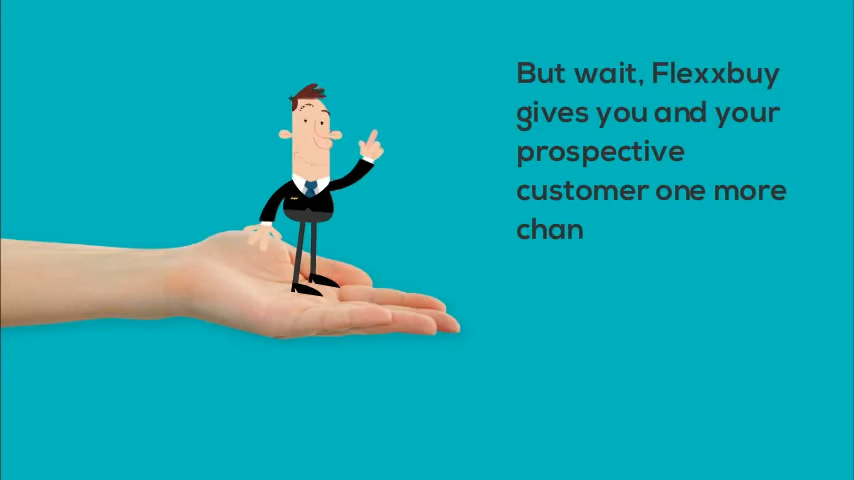 But wait, Flexxbuy
gives you and your
prospective
customer one more
chan